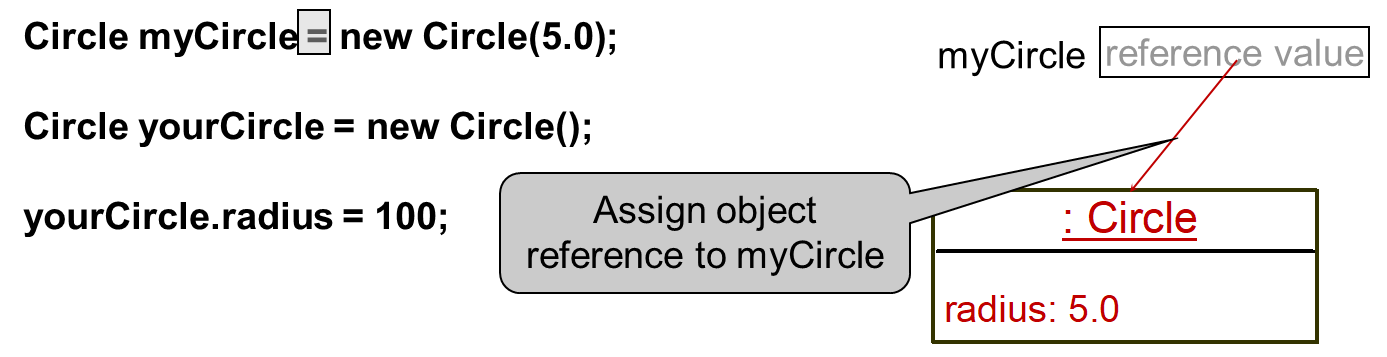 Circle myCircle = new Circle(5.0);
Circle yourCircle = new Circle();
yourCircle.radius = 100;
myCircle reference value
Assign object
reference to myCircle
: Circle
radius: 5.0